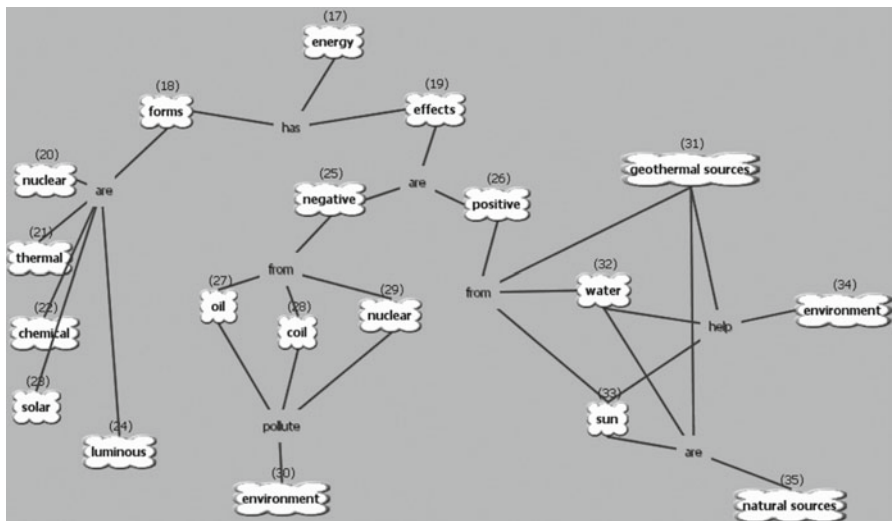 (17)
energy
(18)
forms
has
(19)
effects
(20)
nuclear
are
(25)
negative
are
(26)
positive
(31)
geothermal sources
(21)
thermal
(22)
chemical
(23)
solar
(24)
luminous
from
(27)
oil
(28)
coil
(29)
nuclear
pollute
(30)
environment
from
(32)
water
help
(34)
environment
(33)
sun
are
(35)
natural sources